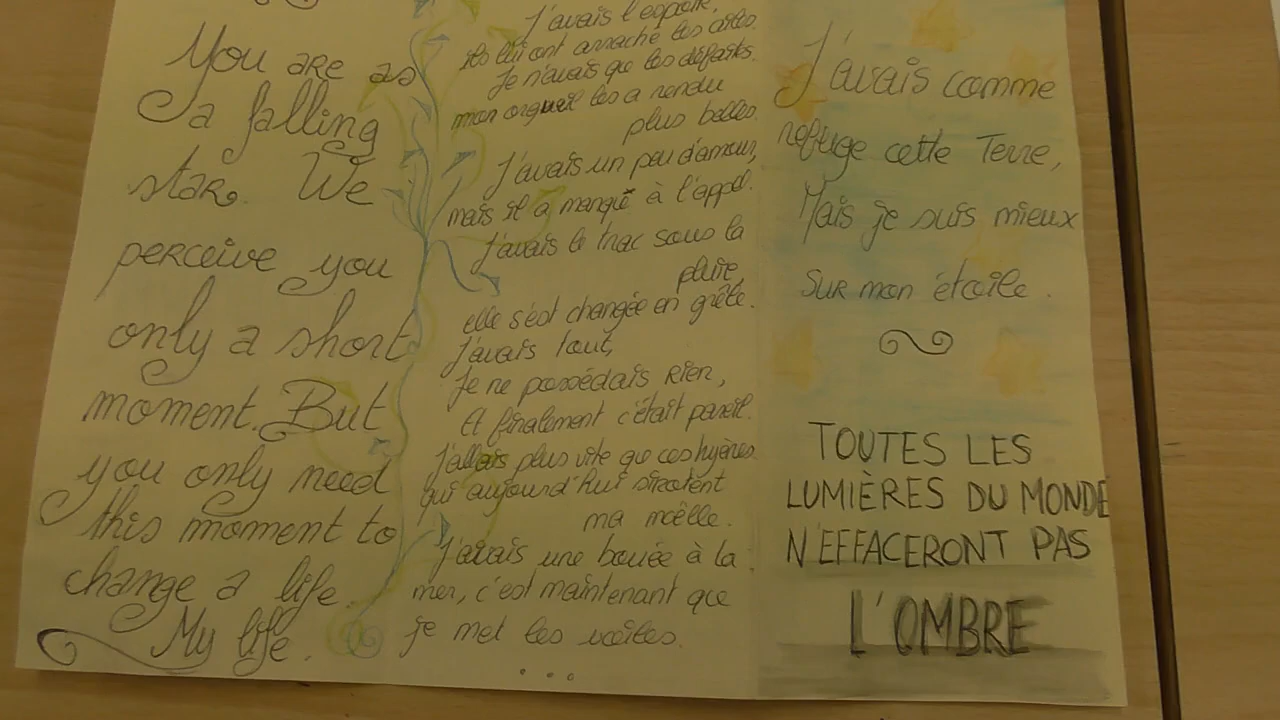 You are as
a falling
star. We
perceive you
only a short
moment. But
you only need
this moment to
change a life.
My life.
J'avais l'espoir,
ils lui ont arraché les ailes.
Je n'avais que les défauts.
mon orgueil les a rendu
plus belles.
J'avais un peu d'amour,
mais il a manqué à l'appel.
J'avais le trac sous la
pluie,
elle s'est changée en grêle.
J'avais tout,
Je ne possédais rien,
Et finalement c'était pareil.
J'allais plus vite que ces hyènes
qui aujourd'hui sirotent
ma moëlle.
J'avais une bouée à la
mer, c'est maintenant que
je met les voiles.
...
J'avais comme
refuge cette Terre,
Mais je suis mieux
sur mon étoile.
TOUTES LES
LUMIÈRES DU MONDE
N'EFFACERONT PAS
L'OMBRE